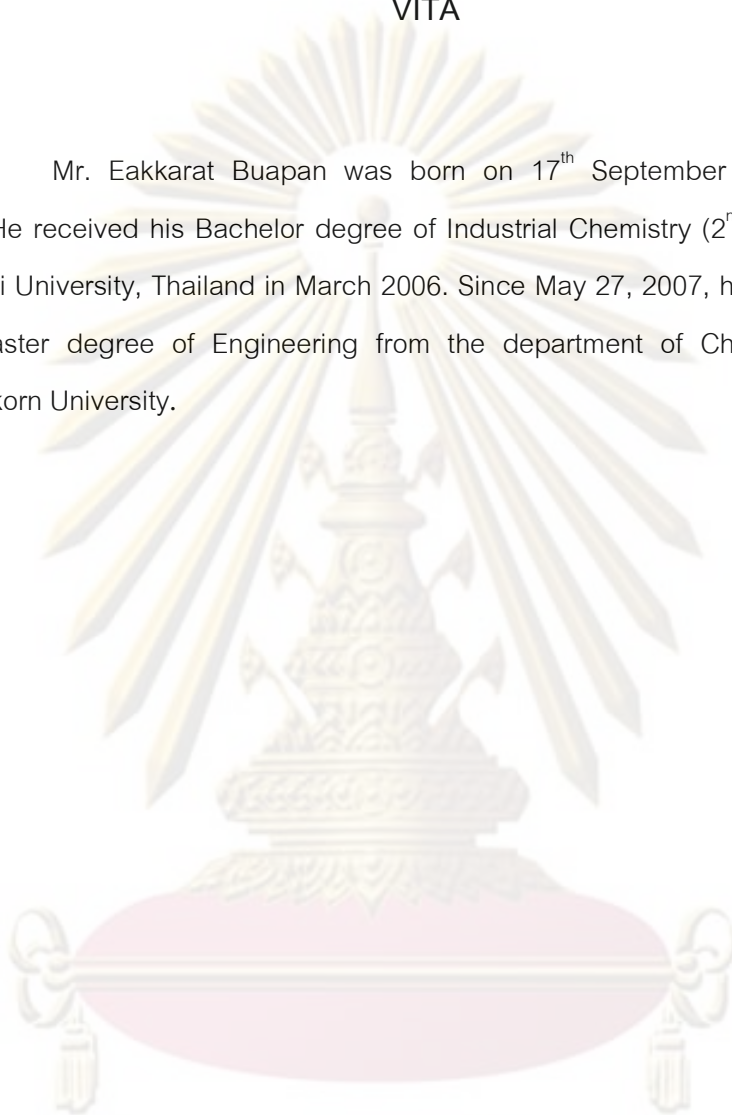 VITA
Mr. Eakkarat Buapan was born on 17th September
He received his Bachelor degree of Industrial Chemistry (2n
i University, Thailand in March 2006. Since May 27, 2007, h
aster degree of Engineering from the department of Ch
korn University.